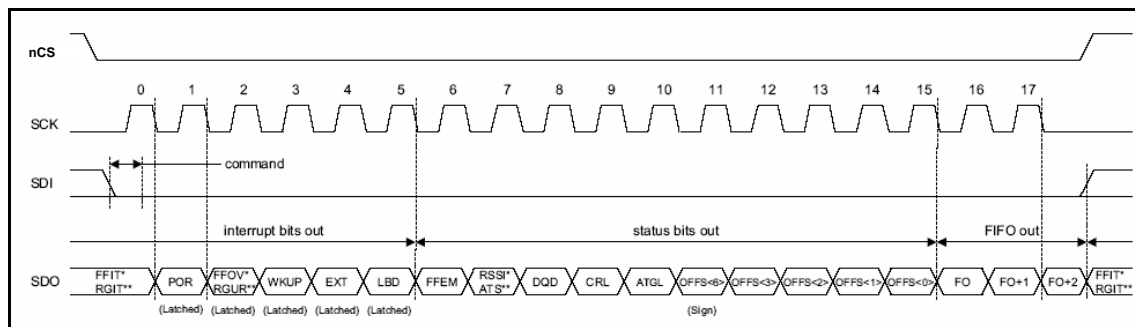 nCS
0 1 2 3 4 5 6 7 8 9 10 11 12 13 14 15 16 17
SCK
command
SDI
interrupt bits out status bits out FIFO out
SDO FFIT* RGIT** POR FFOV* RGUR** WKUP EXT LBD FFEM RSSI* ATS** DQD CRL ATGL OFFS<6> OFFS<3> OFFS<2> OFFS<1> OFFS<0> FO FO+1 FO+2 FFIT* RGIT**
(Latched) (Latched) (Latched) (Latched) (Latched) (Sign)